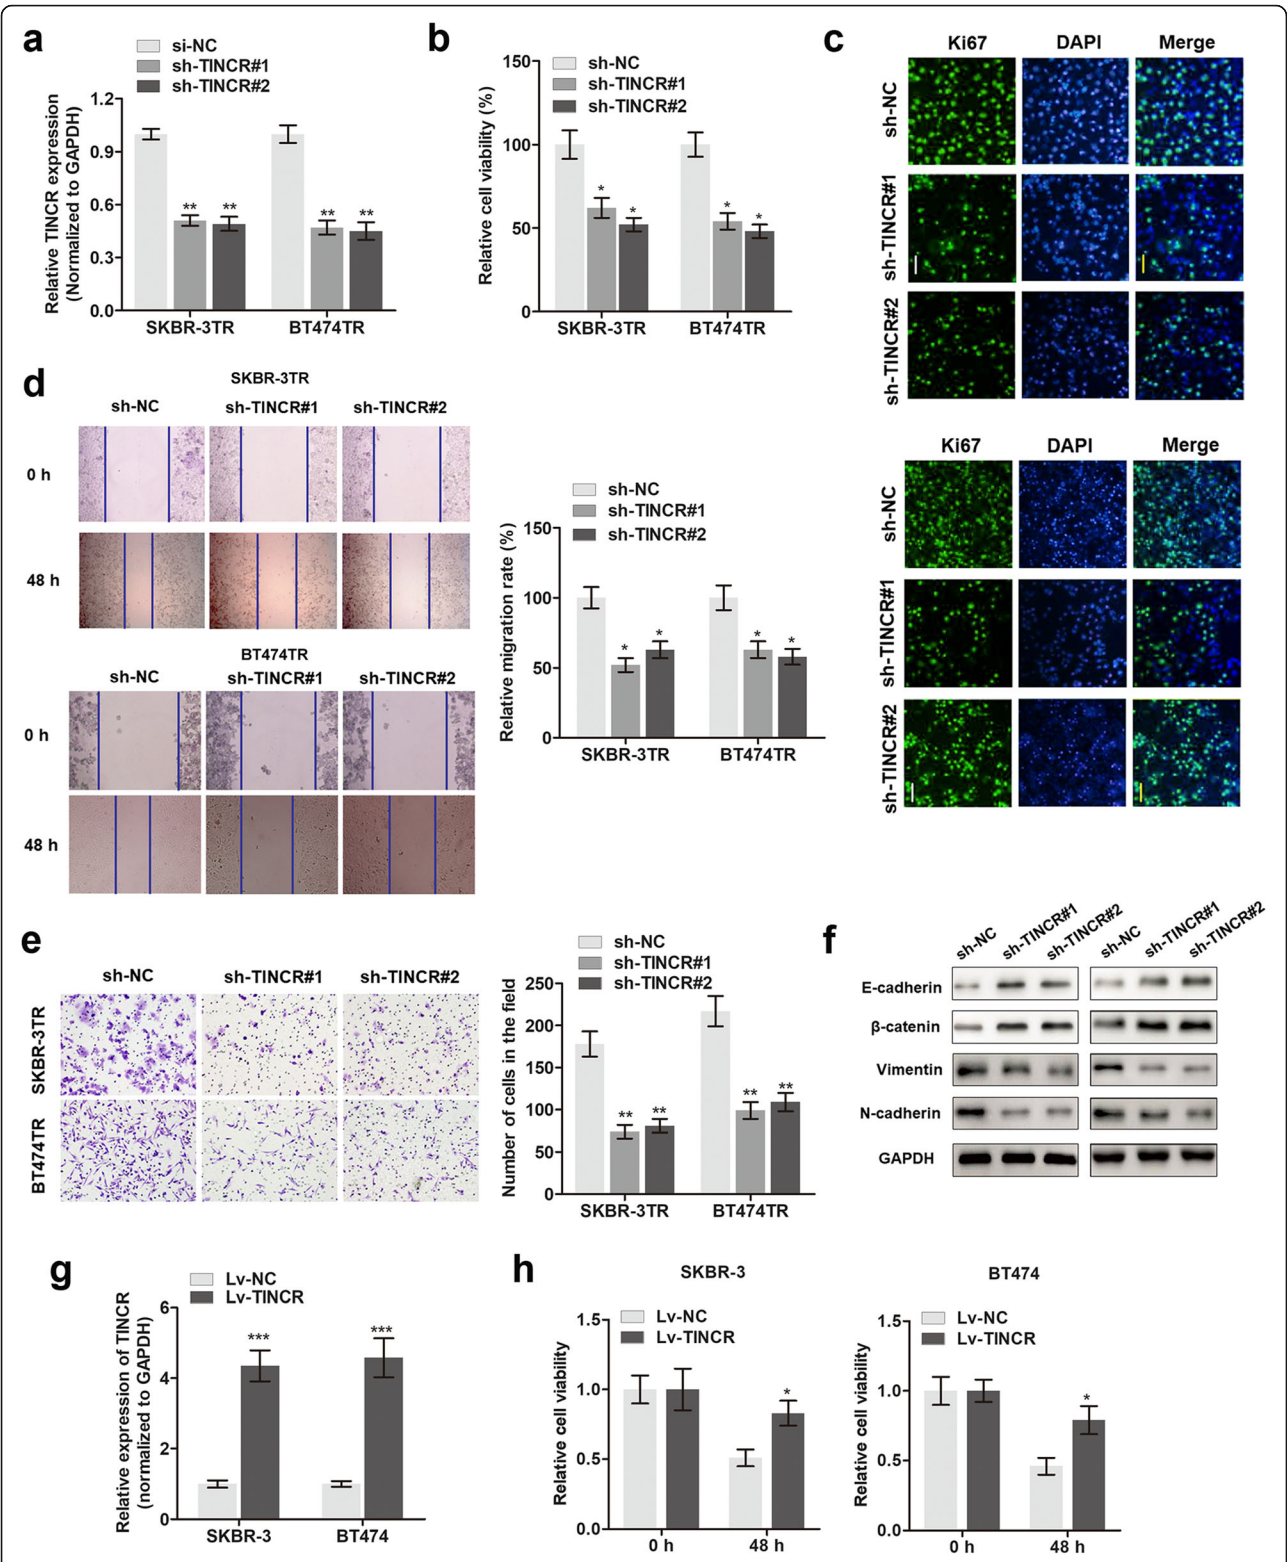 a
si-NC
sh-TINCR#1
sh-TINCR#2
Relative TINCR expression
(Normalized to GAPDH)
1.2
0.9
0.6
0.3
0.0
** ** ** **
SKBR-3TR BT474TR
b
sh-NC
sh-TINCR#1
sh-TINCR#2
Relative cell viability (%)
150
100
50
0
* * * *
SKBR-3TR BT474TR
c
Ki67 DAPI Merge
sh-NC
sh-TINCR#1
sh-TINCR#2
Ki67 DAPI Merge
sh-NC
sh-TINCR#1
sh-TINCR#2
d
SKBR-3TR
sh-NC sh-TINCR#1 sh-TINCR#2
0 h
48 h
BT474TR
sh-NC sh-TINCR#1 sh-TINCR#2
0 h
48 h
sh-NC
sh-TINCR#1
sh-TINCR#2
Relative migration rate (%)
150
100
50
0
* * * *
SKBR-3TR BT474TR
e
sh-NC sh-TINCR#1 sh-TINCR#2
SKBR-3TR
BT474TR
sh-NC
sh-TINCR#1
sh-TINCR#2
Number of cells in the field
250
200
150
100
50
0
** ** ** **
SKBR-3TR BT474TR
f
sh-NC sh-TINCR#1 sh-TINCR#2 sh-NC sh-TINCR#1 sh-TINCR#2
E-cadherin
β-catenin
Vimentin
N-cadherin
GAPDH
g
Lv-NC
Lv-TINCR
Relative expression of TINCR
(normalized to GAPDH)
6
4
2
0
*** ***
SKBR-3 BT474
h
SKBR-3
Lv-NC
Lv-TINCR
Relative cell viability
1.5
1.0
0.5
0.0
*
0 h 48 h
BT474
Lv-NC
Lv-TINCR
Relative cell viability
1.5
1.0
0.5
0.0
*
0 h 48 h